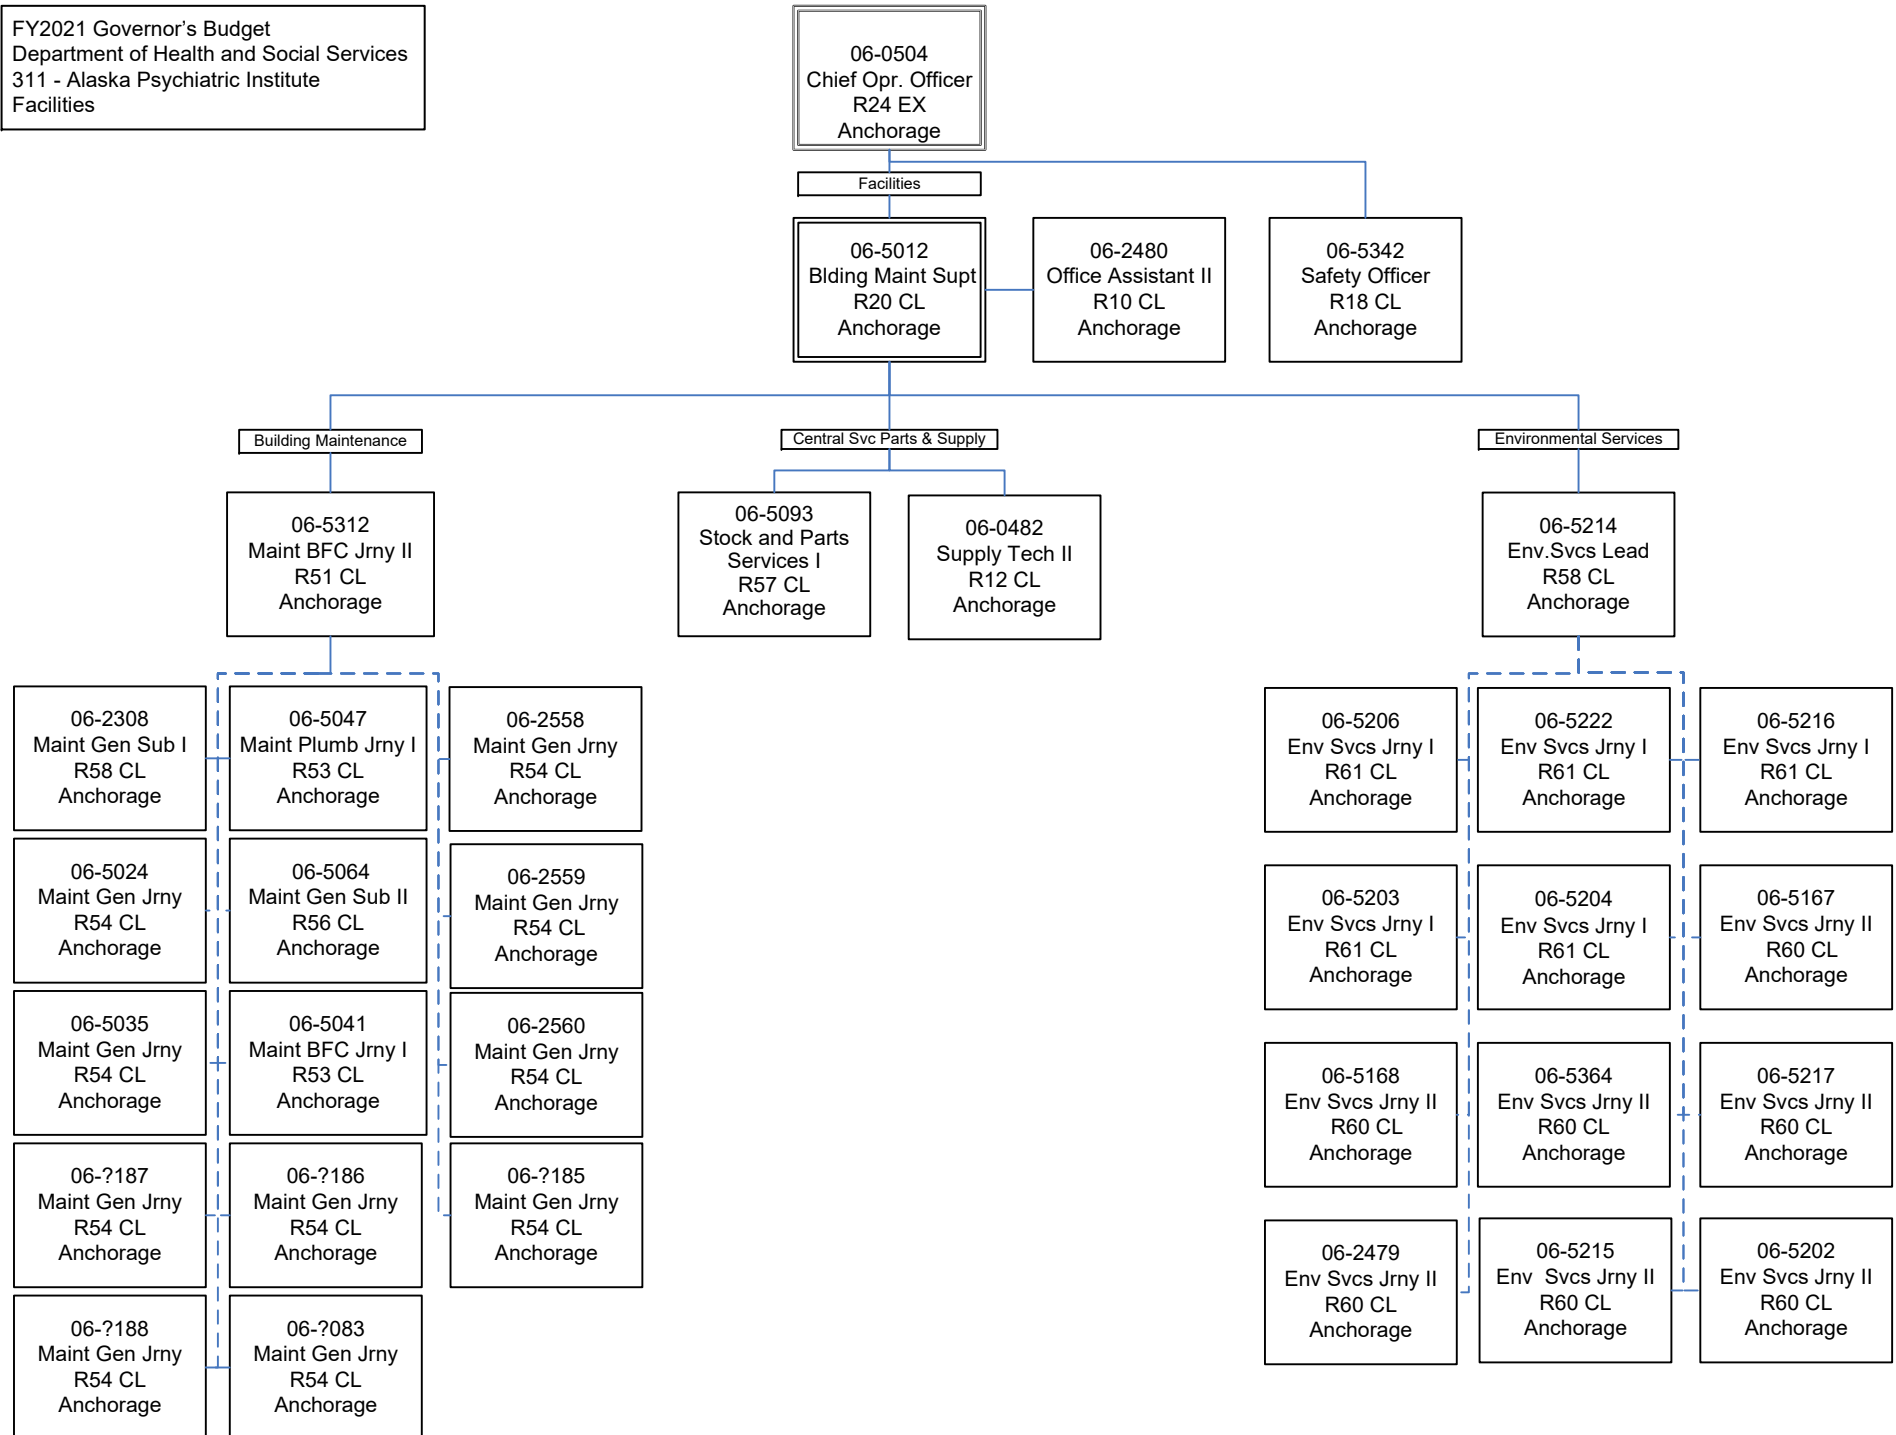 FY2021 Governor’s Budget
Department of Health and Social Services
311 - Alaska Psychiatric Institute
Facilities
06-0504
Chief Opr. Officer
R24 EX
Anchorage
Facilities
06-5012
Blding Maint Supt
R20 CL
Anchorage
06-2480
Office Assistant II
R10 CL
Anchorage
06-5342
Safety Officer
R18 CL
Anchorage
Building Maintenance
Central Svc Parts & Supply
Environmental Services
06-5312
Maint BFC Jrny II
R51 CL
Anchorage
06-5093
Stock and Parts
Services I
R57 CL
Anchorage
06-0482
Supply Tech II
R12 CL
Anchorage
06-5214
Env.Svcs Lead
R58 CL
Anchorage
06-2308
Maint Gen Sub I
R58 CL
Anchorage
06-5047
Maint Plumb Jrny I
R53 CL
Anchorage
06-2558
Maint Gen Jrny
R54 CL
Anchorage
06-5206
Env Svcs Jrny I
R61 CL
Anchorage
06-5222
Env Svcs Jrny I
R61 CL
Anchorage
06-5216
Env Svcs Jrny I
R61 CL
Anchorage
06-5024
Maint Gen Jrny
R54 CL
Anchorage
06-5064
Maint Gen Sub II
R56 CL
Anchorage
06-2559
Maint Gen Jrny
R54 CL
Anchorage
06-5203
Env Svcs Jrny I
R61 CL
Anchorage
06-5204
Env Svcs Jrny I
R61 CL
Anchorage
06-5167
Env Svcs Jrny II
R60 CL
Anchorage
06-5035
Maint Gen Jrny
R54 CL
Anchorage
06-5041
Maint BFC Jrny I
R53 CL
Anchorage
06-2560
Maint Gen Jrny
R54 CL
Anchorage
06-5168
Env Svcs Jrny II
R60 CL
Anchorage
06-5364
Env Svcs Jrny II
R60 CL
Anchorage
06-5217
Env Svcs Jrny II
R60 CL
Anchorage
06-?187
Maint Gen Jrny
R54 CL
Anchorage
06-?186
Maint Gen Jrny
R54 CL
Anchorage
06-?185
Maint Gen Jrny
R54 CL
Anchorage
06-2479
Env Svcs Jrny II
R60 CL
Anchorage
06-5215
Env  Svcs Jrny II
R60 CL
Anchorage
06-5202
Env Svcs Jrny II
R60 CL
Anchorage
06-?188
Maint Gen Jrny
R54 CL
Anchorage
06-?083
Maint Gen Jrny
R54 CL
Anchorage